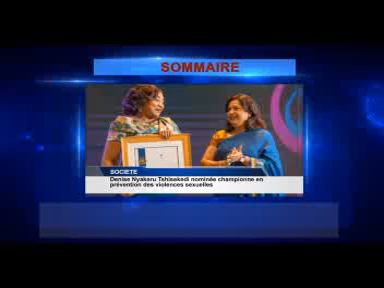 SOMMAIRE
SOCIETE
Denise Nyakeru Tshisekedi nominée championne en
prévention des violences sexuelles